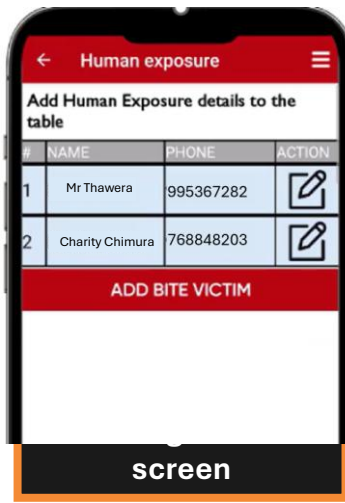 Human exposure
Add Human Exposure details to the
table
# NAME PHONE ACTION
1 Mr Thawera 995367282
2 Charity Chimura 768848203
ADD BITE VICTIM
screen